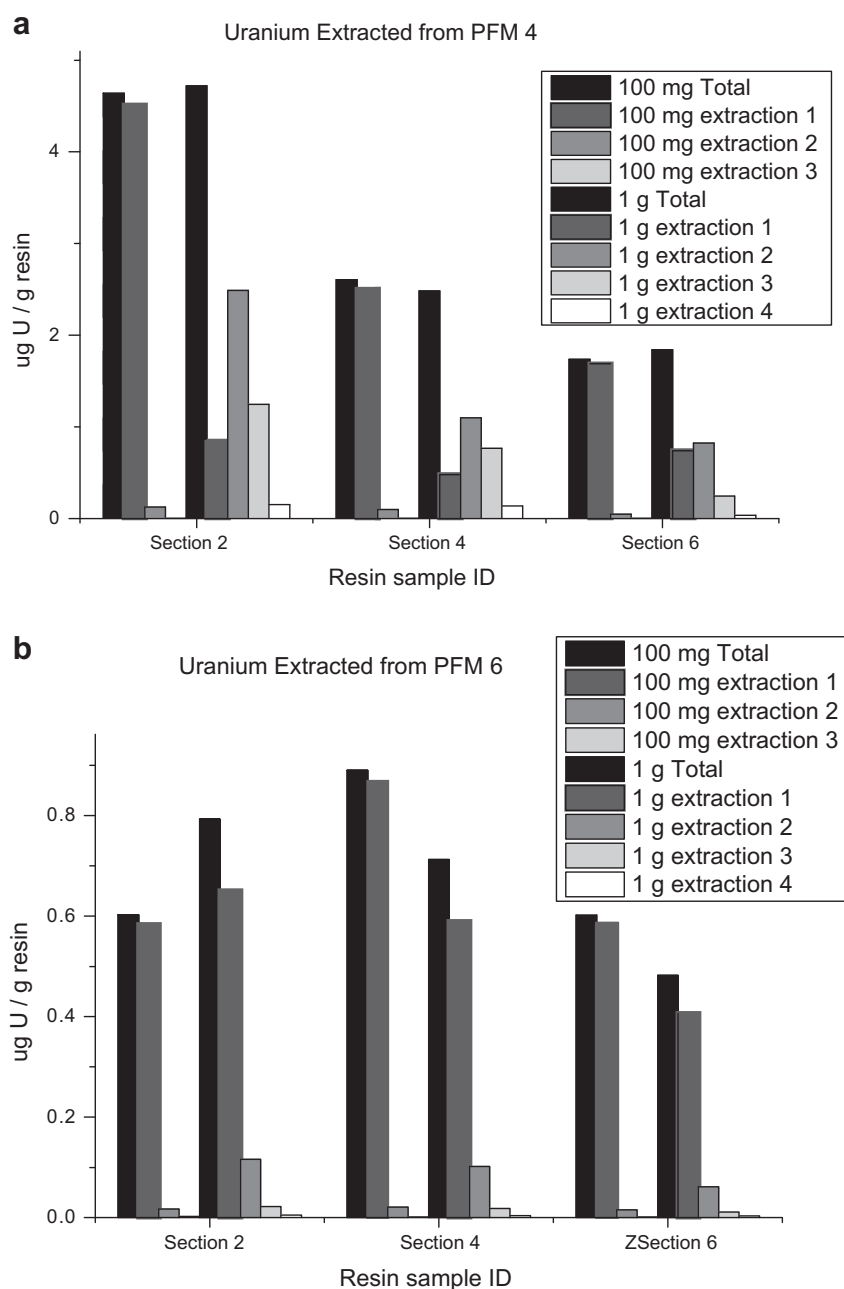 a
Uranium Extracted from PFM 4
100 mg Total
100 mg extraction 1
100 mg extraction 2
100 mg extraction 3
1 g Total
1 g extraction 1
1 g extraction 2
1 g extraction 3
1 g extraction 4
4
2
0
ug U / g resin
Section 2
Section 4
Section 6
Resin sample ID
b
Uranium Extracted from PFM 6
100 mg Total
100 mg extraction 1
100 mg extraction 2
100 mg extraction 3
1 g Total
1 g extraction 1
1 g extraction 2
1 g extraction 3
1 g extraction 4
0.8
0.6
0.4
0.2
0.0
ug U / g resin
Section 2
Section 4
ZSection 6
Resin sample ID